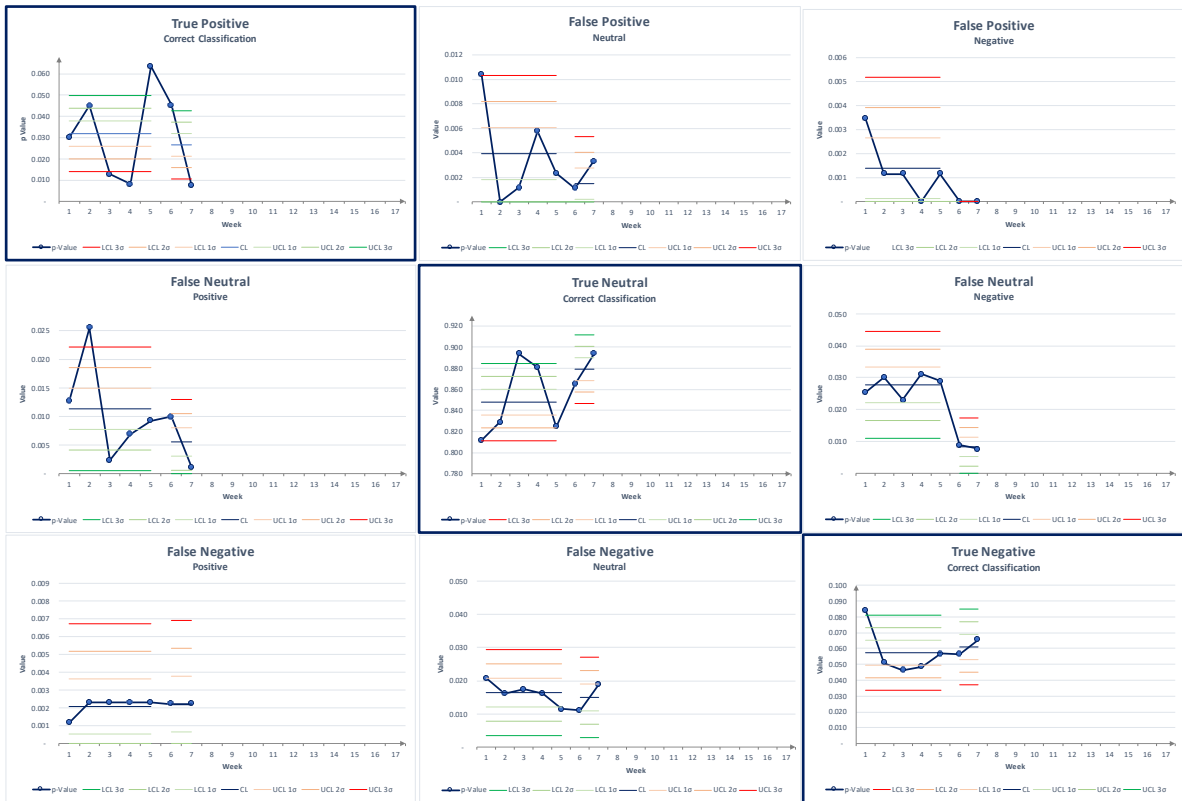 True Positive
Correct Classification
p Value
0.060
0.050
0.040
0.030
0.020
0.010
-
1 2 3 4 5 6 7 8 9 10 11 12 13 14 15 16 17
Week
p-Value LCL 3σ LCL 2σ LCL 1σ CL UCL 1σ UCL 2σ UCL 3σ
False Positive
Neutral
Value
0.012
0.010
0.008
0.006
0.004
0.002
0.000
1 2 3 4 5 6 7 8 9 10 11 12 13 14 15 16 17
Week
p-Value LCL 3σ LCL 2σ LCL 1σ CL UCL 1σ UCL 2σ UCL 3σ
False Positive
Negative
Value
0.006
0.005
0.004
0.003
0.002
0.001
-
1 2 3 4 5 6 7 8 9 10 11 12 13 14 15 16 17
Week
p-Value LCL 3σ LCL 2σ LCL 1σ CL UCL 1σ UCL 2σ UCL 3σ
False Neutral
Positive
Value
0.025
0.020
0.015
0.010
0.005
-
1 2 3 4 5 6 7 8 9 10 11 12 13 14 15 16 17
Week
p-Value LCL 3σ LCL 2σ LCL 1σ CL UCL 1σ UCL 2σ UCL 3σ
True Neutral
Correct Classification
Value
0.920
0.900
0.880
0.860
0.840
0.820
0.800
0.780
1 2 3 4 5 6 7 8 9 10 11 12 13 14 15 16 17
Week
p-Value LCL 3σ LCL 2σ LCL 1σ CL UCL 1σ UCL 2σ UCL 3σ
False Neutral
Negative
Value
0.050
0.040
0.030
0.020
0.010
-
1 2 3 4 5 6 7 8 9 10 11 12 13 14 15 16 17
Week
p-Value LCL 3σ LCL 2σ LCL 1σ CL UCL 1σ UCL 2σ UCL 3σ
False Negative
Positive
Value
0.009
0.008
0.007
0.006
0.005
0.004
0.003
0.002
0.001
-
1 2 3 4 5 6 7 8 9 10 11 12 13 14 15 16 17
Week
p-Value LCL 3σ LCL 2σ LCL 1σ CL UCL 1σ UCL 2σ UCL 3σ
False Negative
Neutral
Value
0.050
0.040
0.030
0.020
0.010
-
1 2 3 4 5 6 7 8 9 10 11 12 13 14 15 16 17
Week
p-Value LCL 3σ LCL 2σ LCL 1σ CL UCL 1σ UCL 2σ UCL 3σ
True Negative
Correct Classification
Value
0.100
0.090
0.080
0.070
0.060
0.050
0.040
0.030
0.020
0.010
-
1 2 3 4 5 6 7 8 9 10 11 12 13 14 15 16 17
Week
p-Value LCL 3σ LCL 2σ LCL 1σ CL UCL 1σ UCL 2σ UCL 3σ